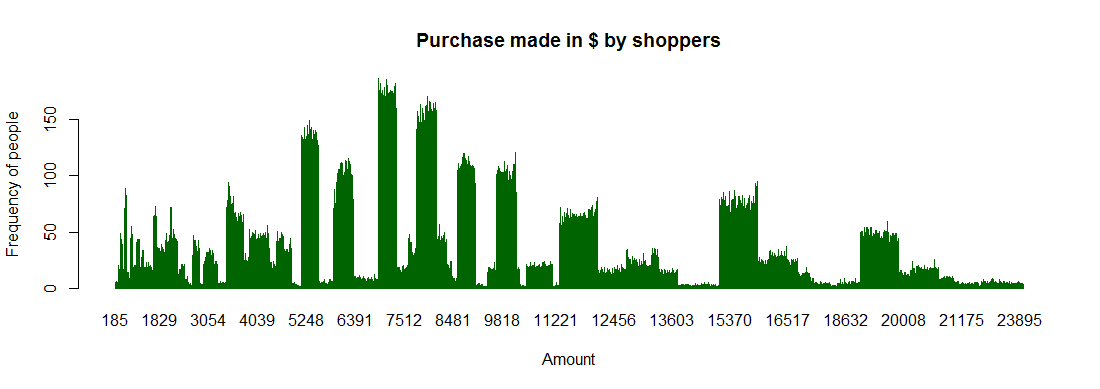 Purchase made in $ by shoppers
Frequency of people
150
100
50
0
185 1829 3054 4039 5248 6391 7512 8481 9818 11221 12456 13603 15370 16517 18632 20008 21175 23895
Amount